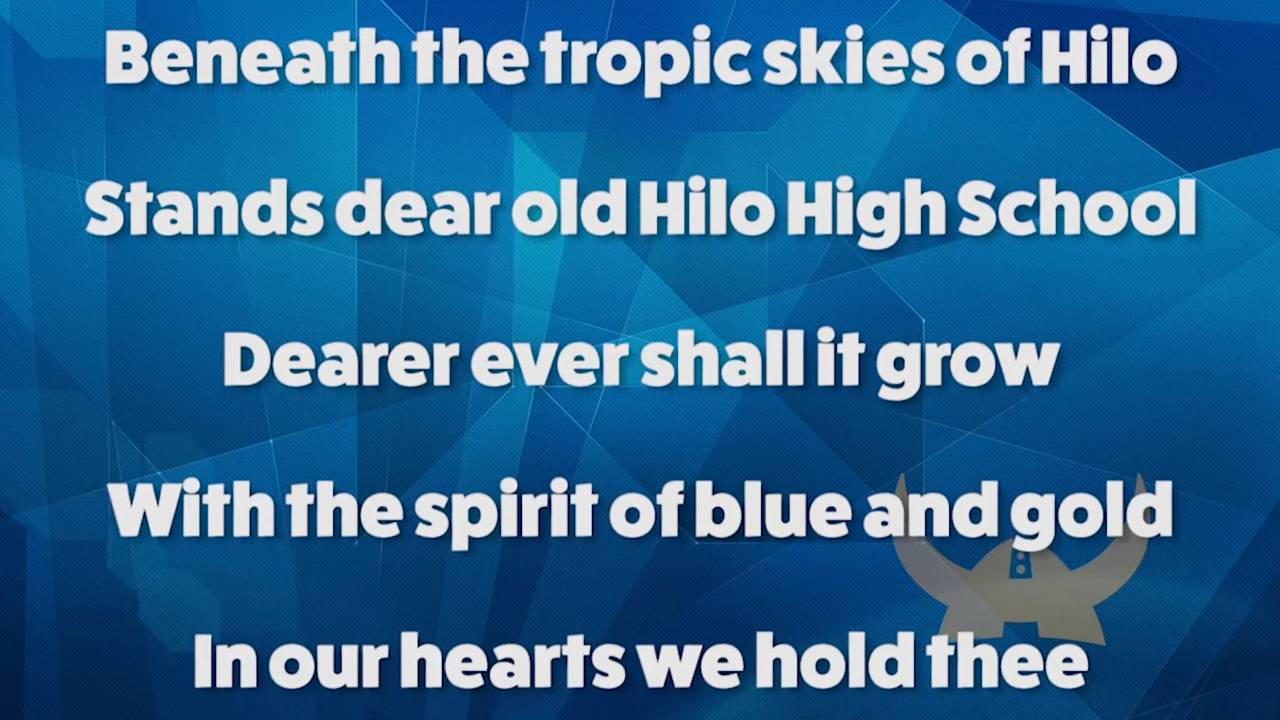 Beneath the tropic skies of Hilo
Stands dear old Hilo High School
Dearer ever shall it grow
With the spirit of blue and gold
In our hearts we hold thee